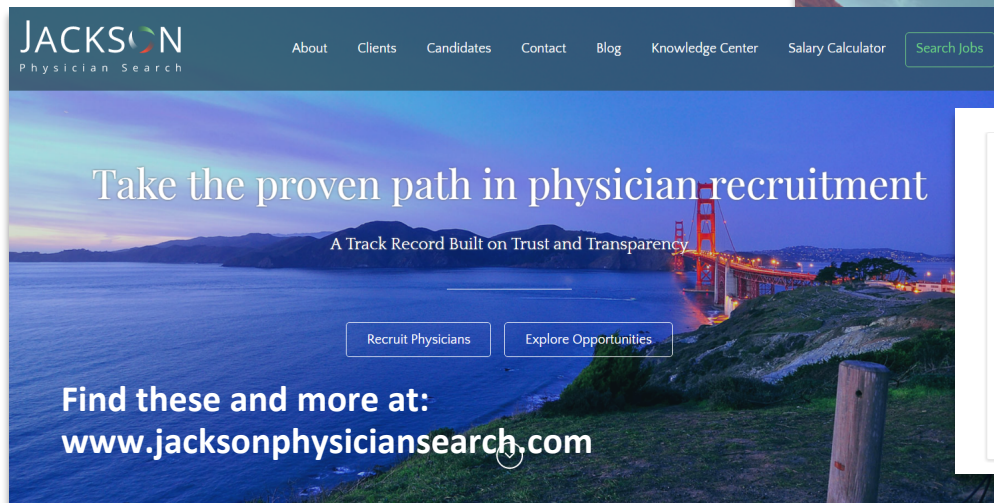 JACKSON
Physician Search
About Clients Candidates Contact Blog Knowledge Center Salary Calculator Search Jobs
Take the proven path in physician recruitment
A Track Record Built on Trust and Transparency
Recruit Physicians Explore Opportunities
Find these and more at:
www.jacksonphysiciansearch.com